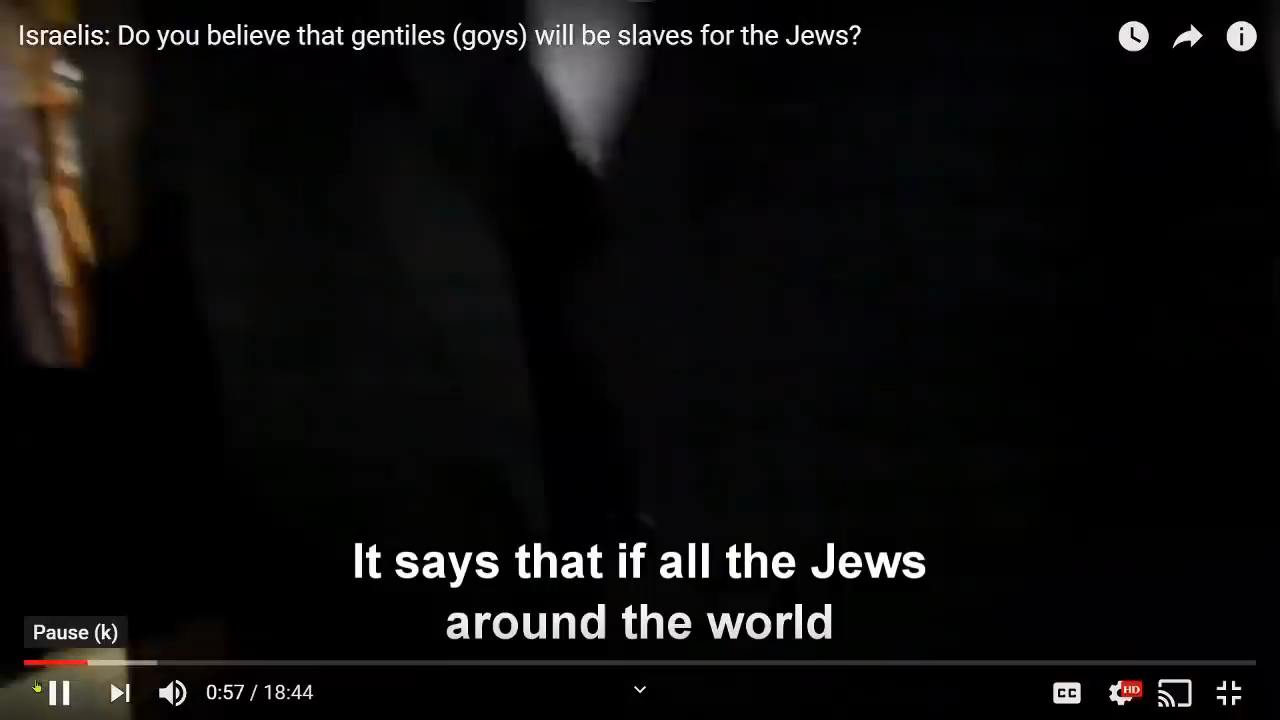 Israelis: Do you believe that gentiles (goys) will be slaves for the Jews?
It says that if all the Jews
around the world
Pause (k)
0:57 / 18:44
CC
HD